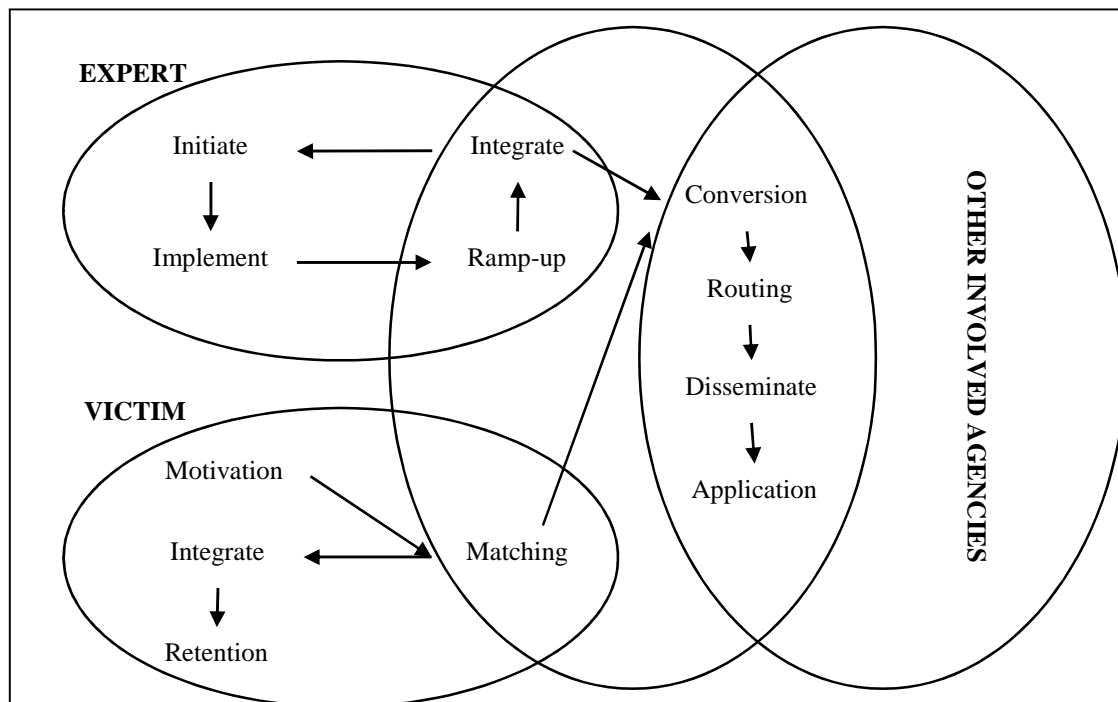 EXPERT
Initiate
Integrate
Implement
Ramp-up
VICTIM
Motivation
Integrate
Matching
Retention
Conversion
Routing
Disseminate
Application
OTHER INVOLVED AGENCIES